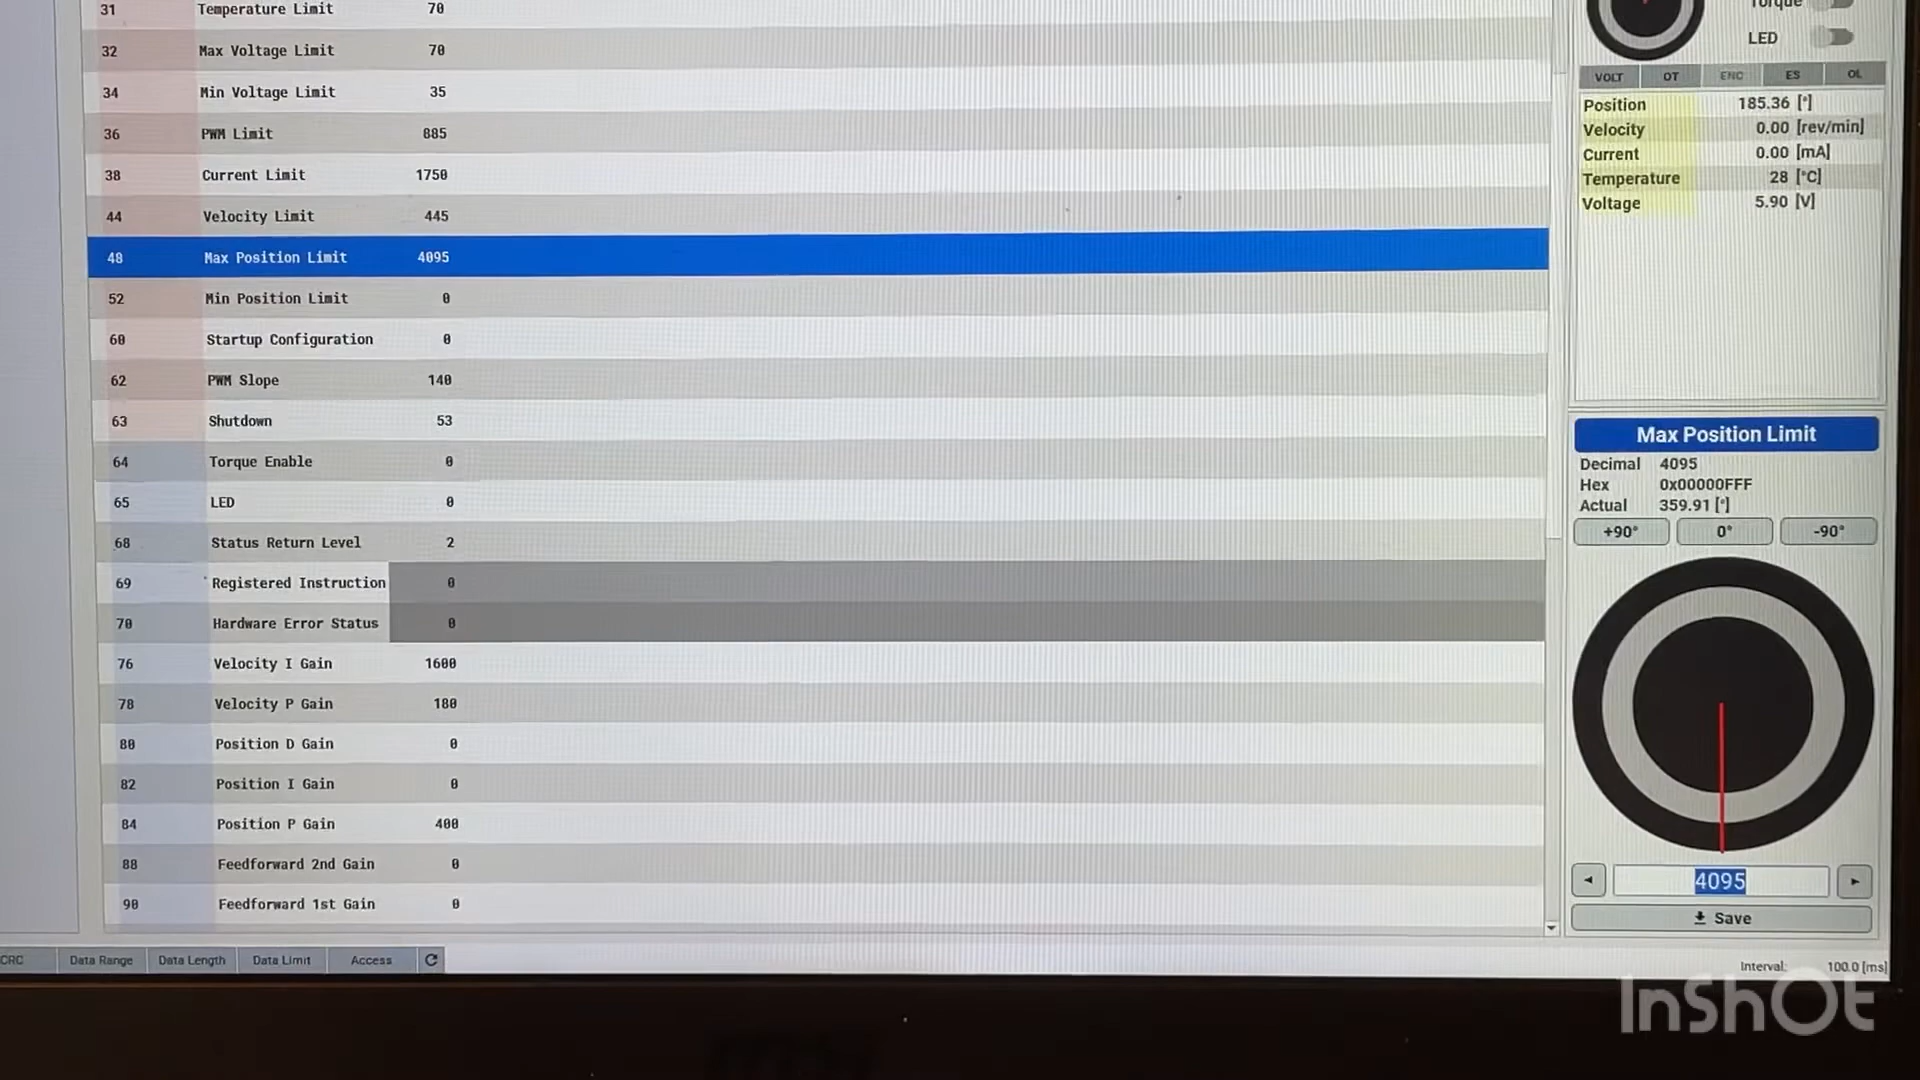 31 Temperature Limit 70
32 Max Voltage Limit 70
34 Min Voltage Limit 35
36 PWM Limit 885
38 Current Limit 1750
44 Velocity Limit 445
48 Max Position Limit 4095
52 Min Position Limit 0
60 Startup Configuration 0
62 PWM Slope 140
63 Shutdown 53
64 Torque Enable 0
65 LED 0
68 Status Return Level 2
69 Registered Instruction 0
70 Hardware Error Status 0
76 Velocity I Gain 1600
78 Velocity P Gain 180
80 Position D Gain 0
82 Position I Gain 0
84 Position P Gain 400
88 Feedforward 2nd Gain 0
90 Feedforward 1st Gain 0
CRC Data Range Data Length Data Limit Access
Torque
LED
VOLT OT ENC ES OL
Position 185.36 [°]
Velocity 0.00 [rev/min]
Current 0.00 [mA]
Temperature 28 [°C]
Voltage 5.90 [V]
Max Position Limit
Decimal 4095
Hex 0x00000FFF
Actual 359.91 [°]
+90° 0° -90°
4095
Save
Interval: 100.0 [ms]
InShOt